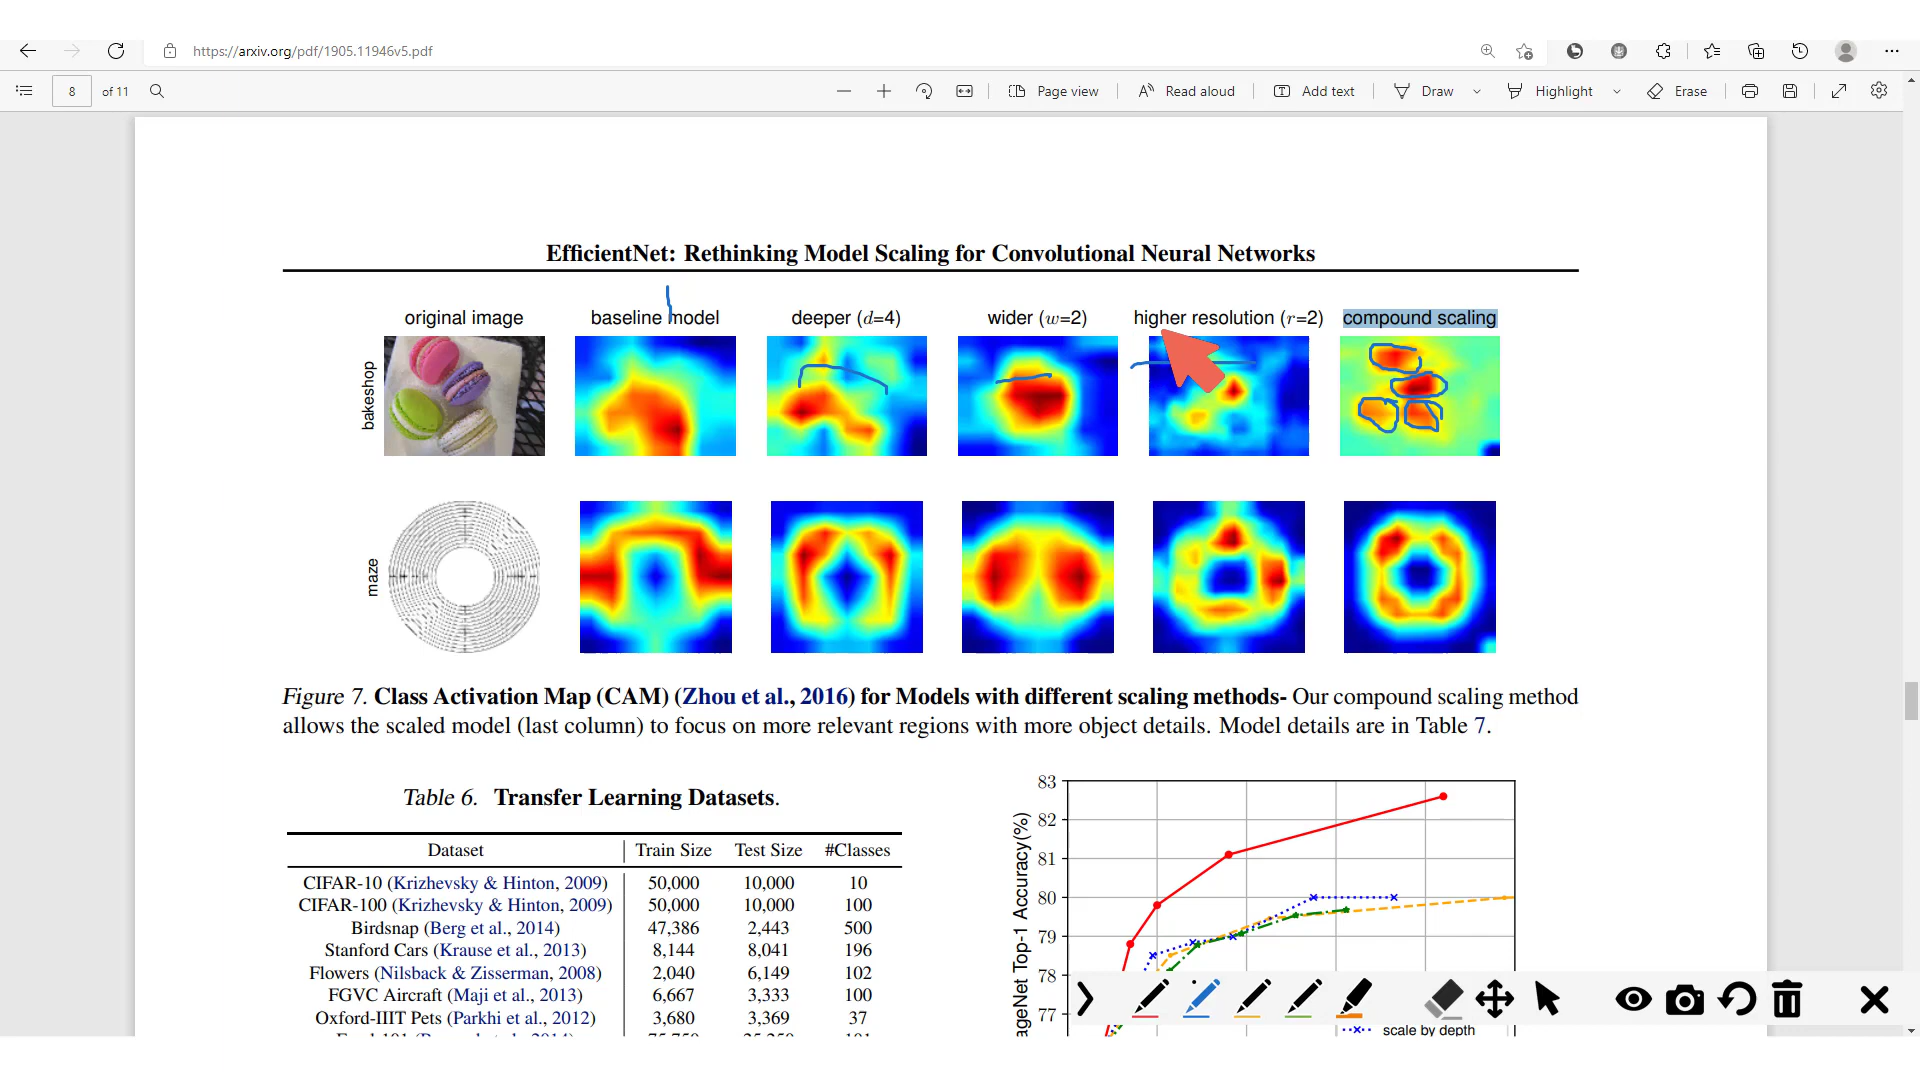 https://arxiv.org/pdf/1905.11946v5.pdf
8 of 11 Page view Read aloud Add text Draw Highlight Erase
EfficientNet: Rethinking Model Scaling for Convolutional Neural Networks
original image baseline model deeper (d=4) wider (w=2) higher resolution (r=2) compound scaling
bakeshop
maze
Figure 7. Class Activation Map (CAM) (Zhou et al., 2016) for Models with different scaling methods- Our compound scaling method
allows the scaled model (last column) to focus on more relevant regions with more object details. Model details are in Table 7.
Table 6. Transfer Learning Datasets.
Dataset Train Size Test Size #Classes
CIFAR-10 (Krizhevsky & Hinton, 2009) 50,000 10,000 10
CIFAR-100 (Krizhevsky & Hinton, 2009) 50,000 10,000 100
Birdsnap (Berg et al., 2014) 47,386 2,443 500
Stanford Cars (Krause et al., 2013) 8,144 8,041 196
Flowers (Nilsback & Zisserman, 2008) 2,040 6,149 102
FGVC Aircraft (Maji et al., 2013) 6,667 3,333 100
Oxford-IIIT Pets (Parkhi et al., 2012) 3,680 3,369 37
83
82
81
80
79
78
77
ageNet Top-1 Accuracy(%)
scale by depth